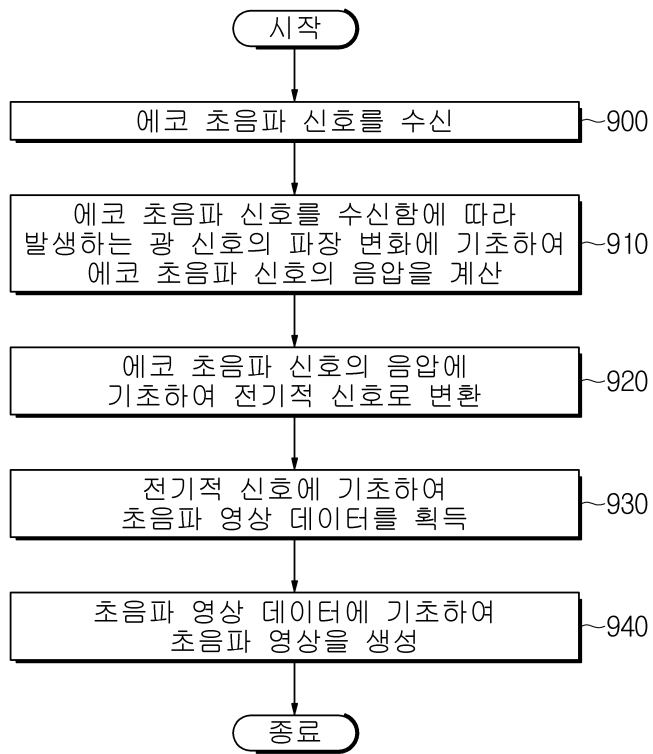 시작
에코 초음파 신호를 수신
900
에코 초음파 신호를 수신함에 따라
발생하는 광 신호의 파장 변화에 기초하여
에코 초음파 신호의 음압을 계산
910
에코 초음파 신호의 음압에
기초하여 전기적 신호로 변환
920
전기적 신호에 기초하여
초음파 영상 데이터를 획득
930
초음파 영상 데이터에 기초하여
초음파 영상을 생성
940
종료